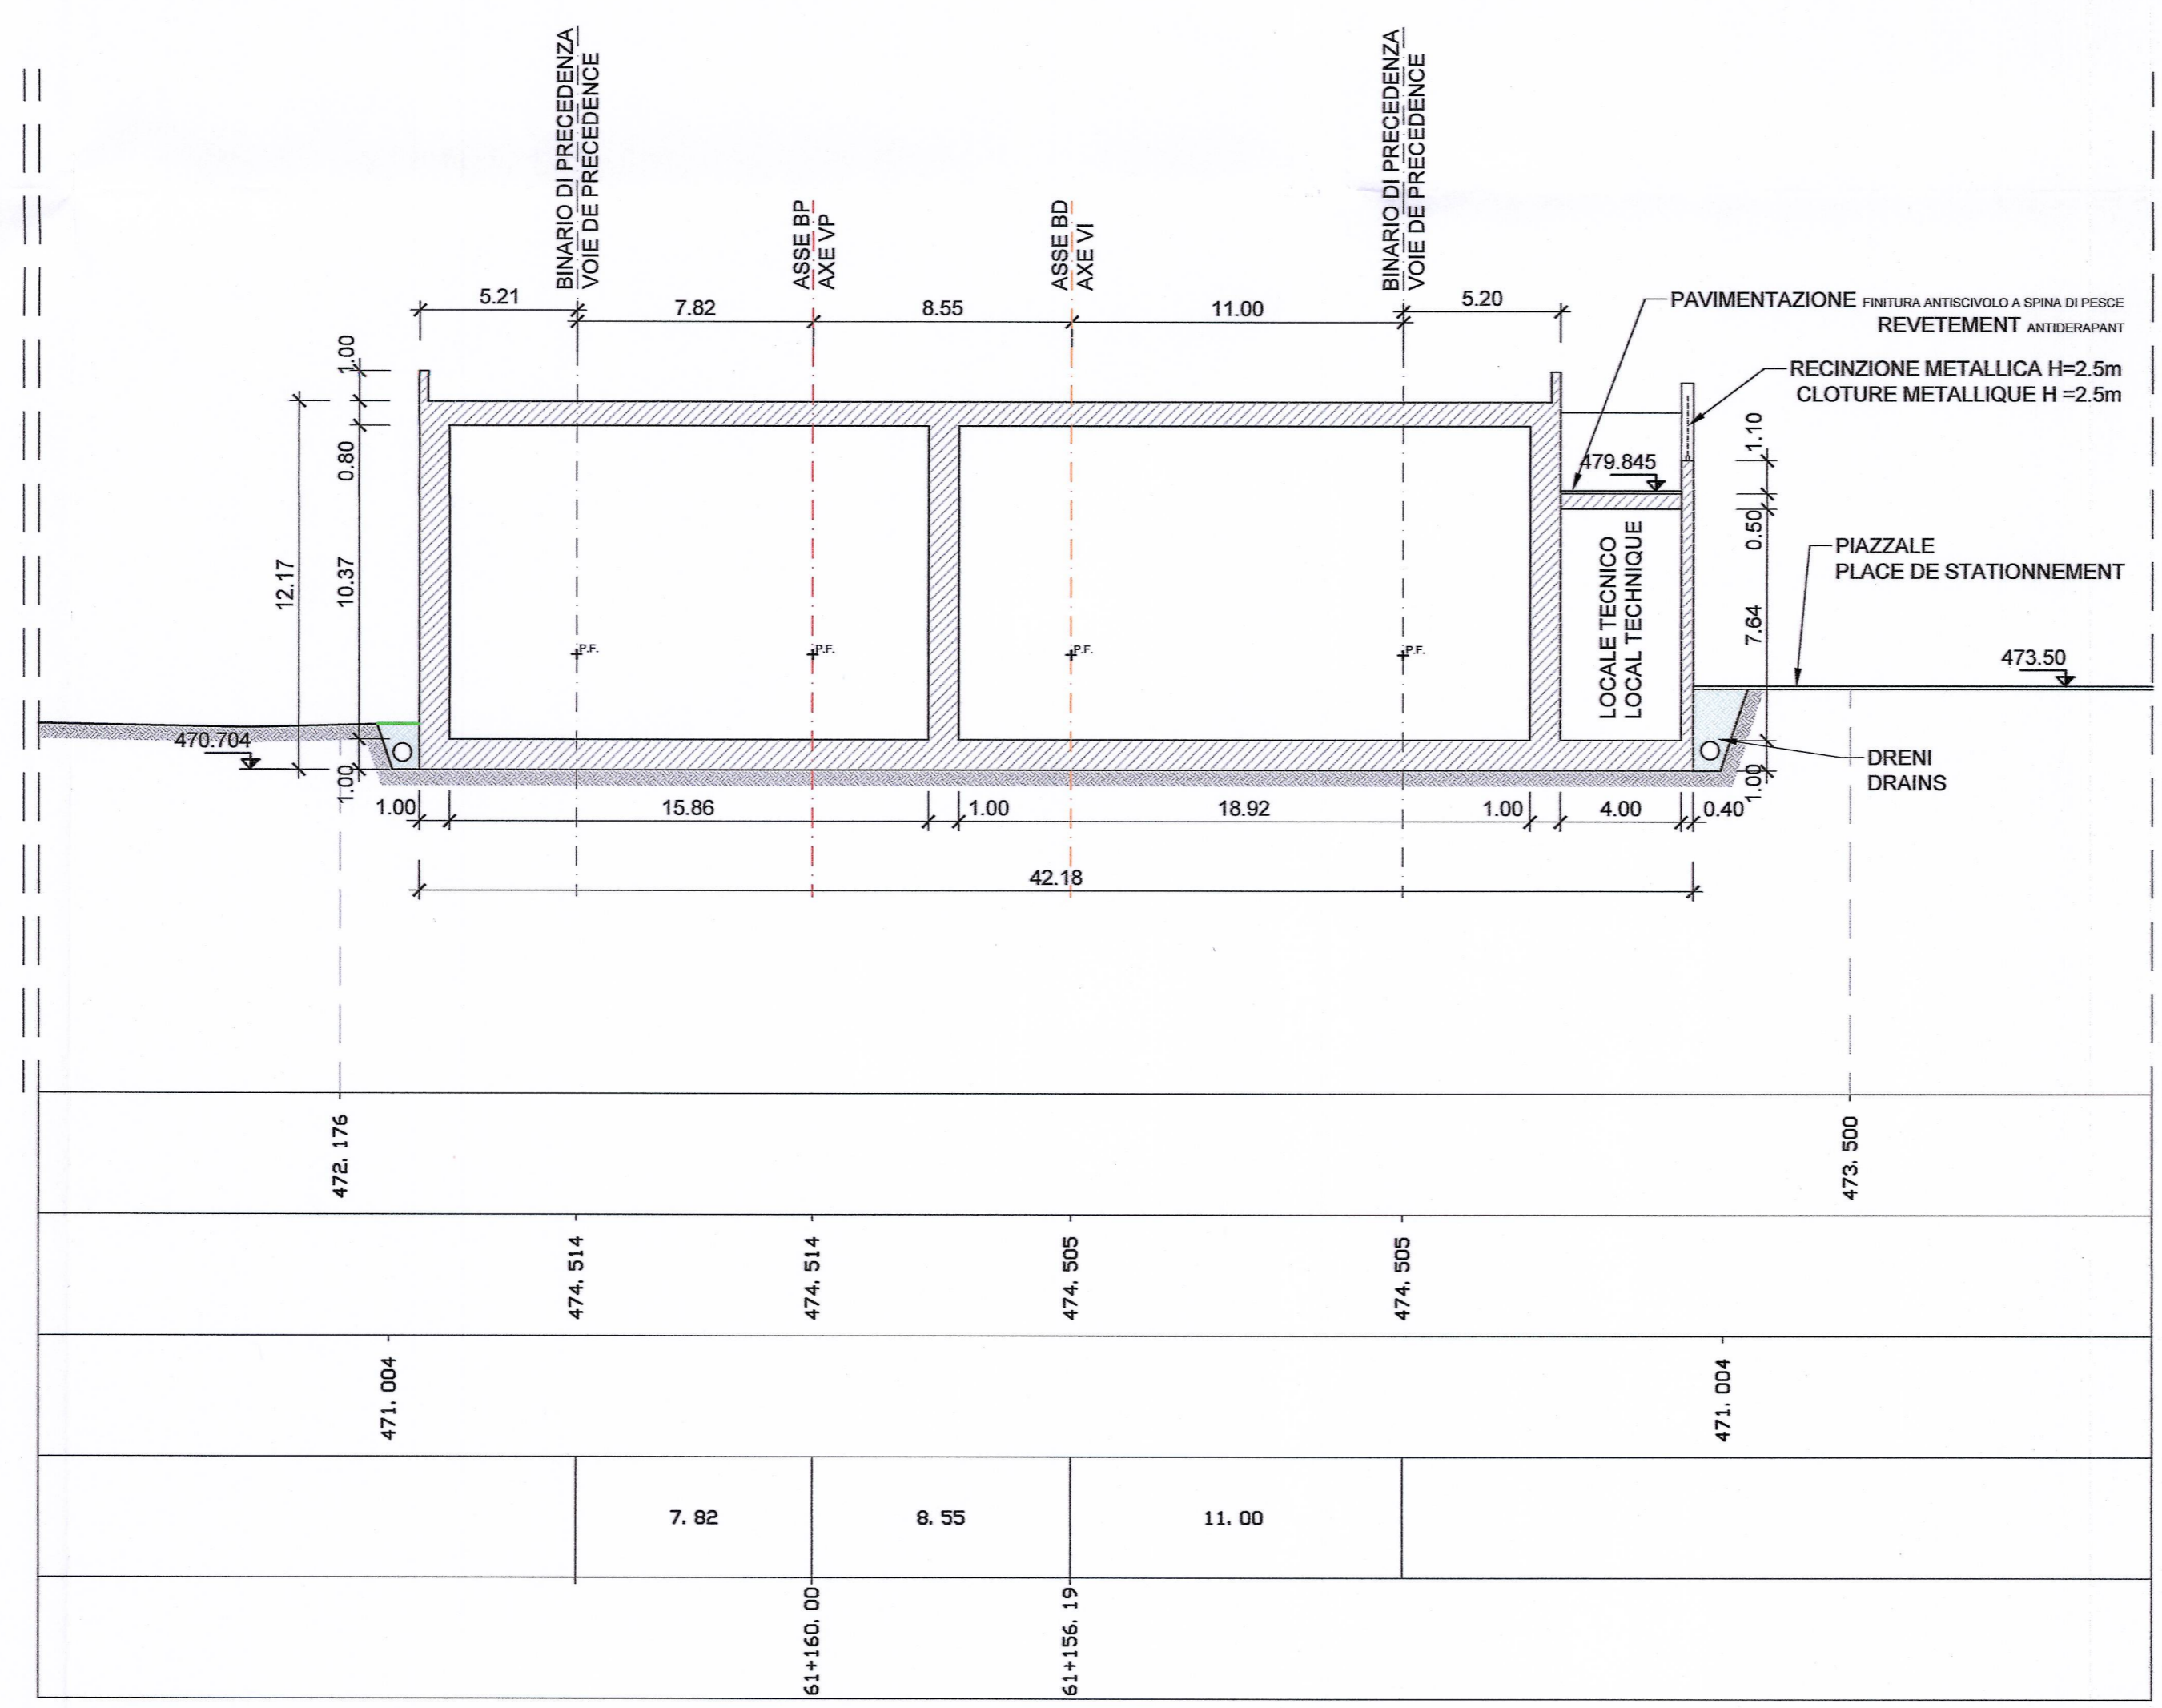 BINARIO DI PRECEDENZA
VOIE DE PRECEDENCE
ASSE BP
AXE VP
ASSE BD
AXE VI
BINARIO DI PRECEDENZA
VOIE DE PRECEDENCE
5.21
7.82
8.55
11.00
5.20
PAVIMENTAZIONE FINITURA ANTISCIVOLO A SPINA DI PESCE
REVETEMENT ANTIDERAPANT
RECINZIONE METALLICA H=2.5m
CLOTURE METALLIQUE H =2.5m
1.00
0.80
12.17
10.37
1.00
470.704
P.F.
P.F.
P.F.
P.F.
479.845
LOCALE TECNICO
LOCAL TECHNIQUE
1.10
0.50
7.64
1.00
PIAZZALE
PLACE DE STATIONNEMENT
473.50
DRENI
DRAINS
1.00
15.86
1.00
18.92
1.00
4.00
0.40
42.18
472. 176
473. 500
474. 514
474. 514
474. 505
474. 505
471. 004
471. 004
7. 82
8. 55
11. 00
61+160. 00
61+156. 19